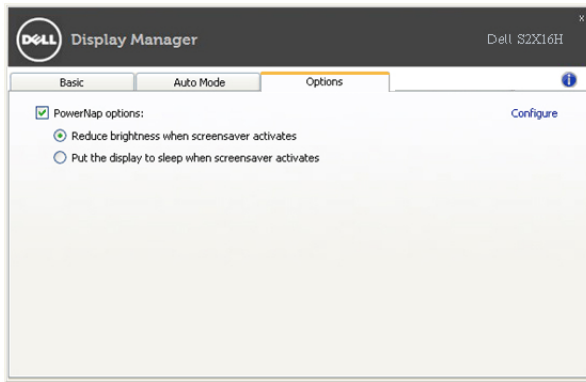 x
DELL Display Manager Dell S2X16H
Basic Auto Mode Options i
PowerNap options: Configure
Reduce brightness when screensaver activates
Put the display to sleep when screensaver activates